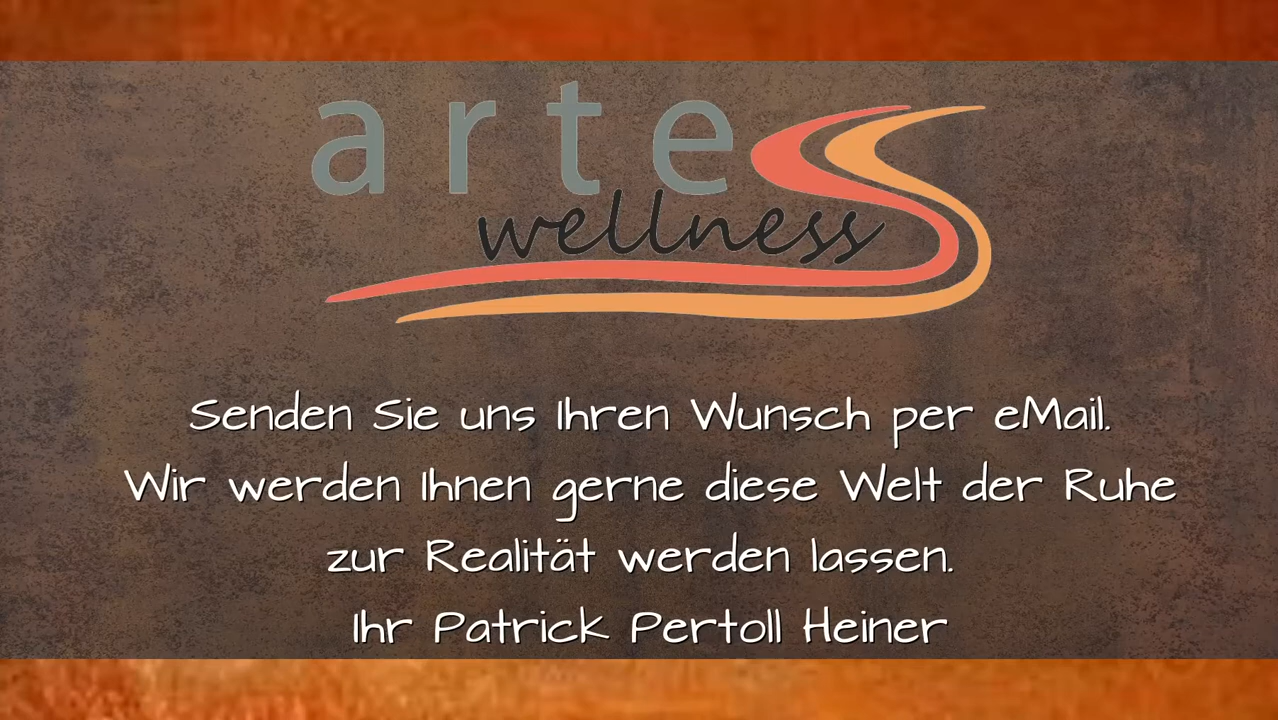 artes
wellness
Senden Sie uns Ihren Wunsch per eMail.
Wir werden Ihnen gerne diese Welt der Ruhe
zur Realität werden lassen.
Ihr Patrick Pertoll Heiner